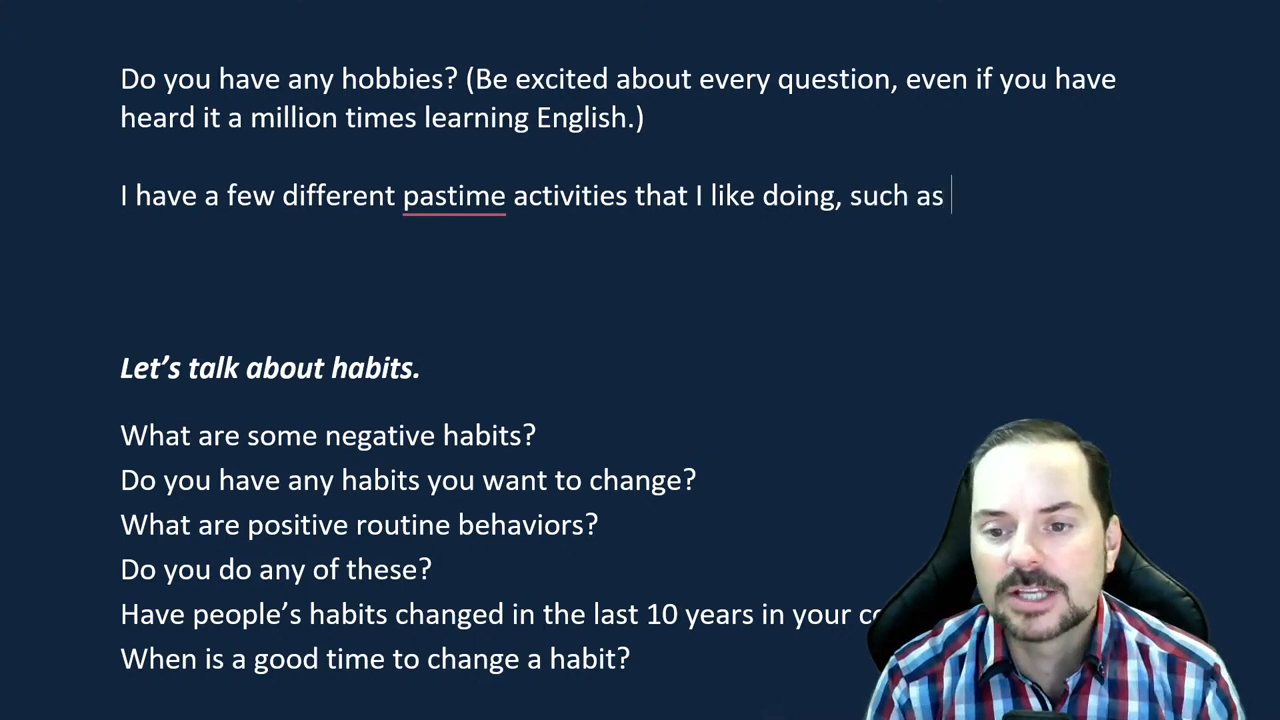 Do you have any hobbies? (Be excited about every question, even if you have
heard it a million times learning English.)
I have a few different pastime activities that I like doing, such as
Let's talk about habits.
What are some negative habits?
Do you have any habits you want to change?
What are positive routine behaviors?
Do you do any of these?
Have people's habits changed in the last 10 years in your
When is a good time to change a habit?